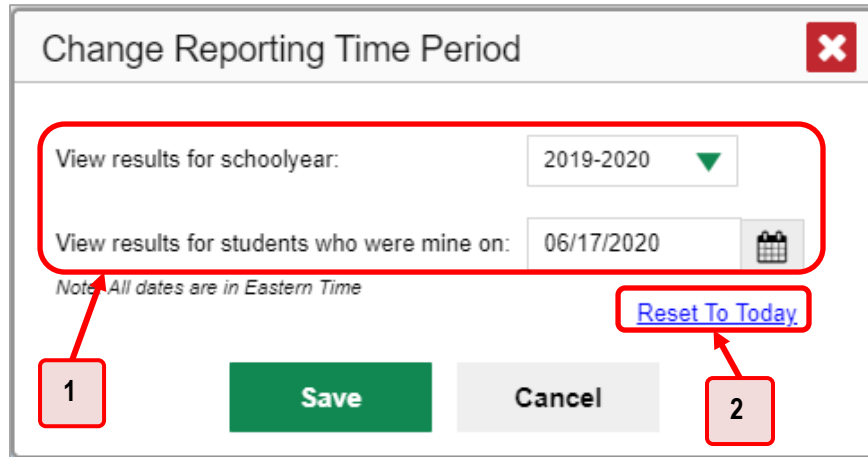 Change Reporting Time Period
View results for schoolyear: 2019-2020
View results for students who were mine on: 06/17/2020
Note: All dates are in Eastern Time
Reset To Today
1
Save Cancel
2